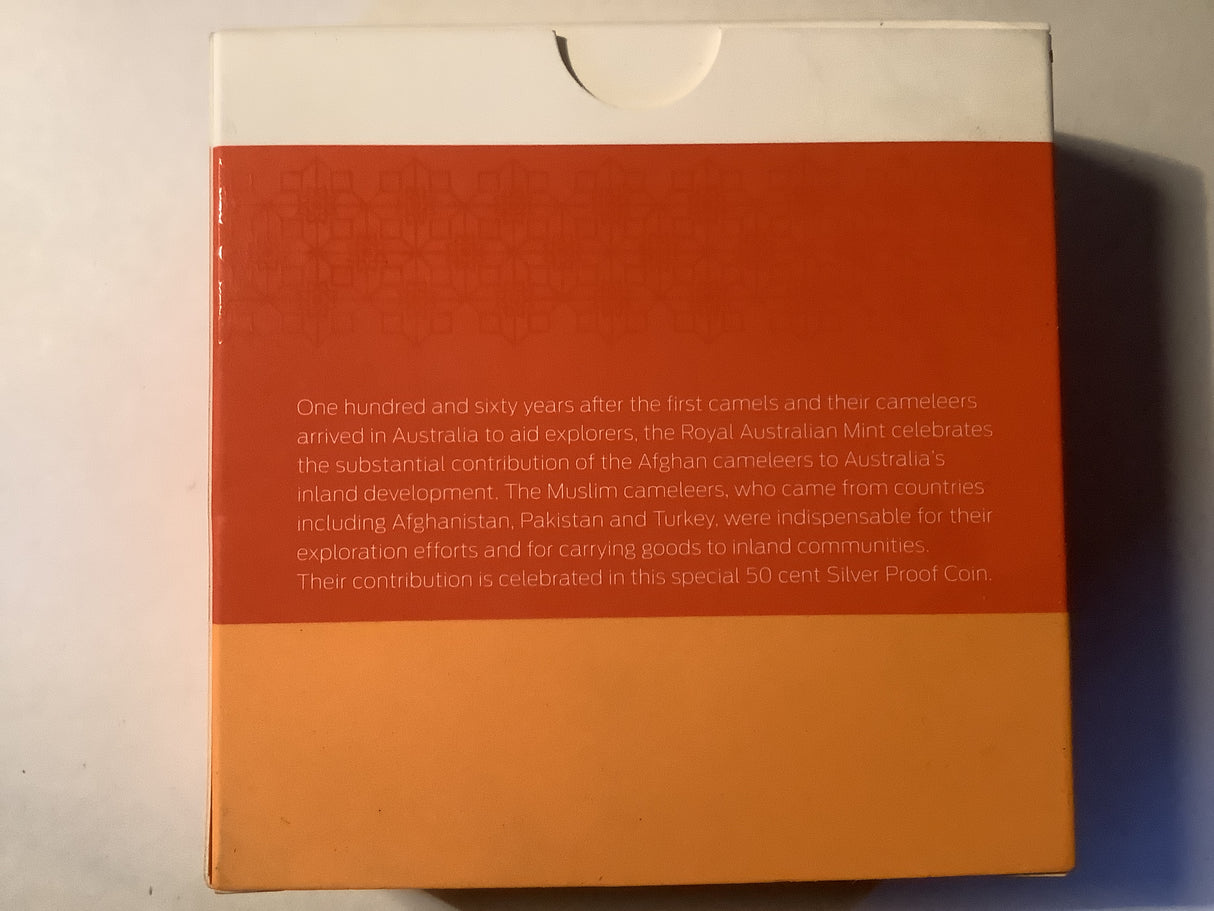 One hundred and sixty years after the first camels and their cameleers
arrived in Australia to aid explorers, the Royal Australian Mint celebrates
the substantial contribution of the Afghan cameleers to Australia's
inland development. The Muslim cameleers, who came from countries
including Afghanistan, Pakistan and Turkey, were indispensable for their
exploration efforts and for carrying goods to inland communities.
Their contribution is celebrated in this special 50 cent Silver Proof Coin.